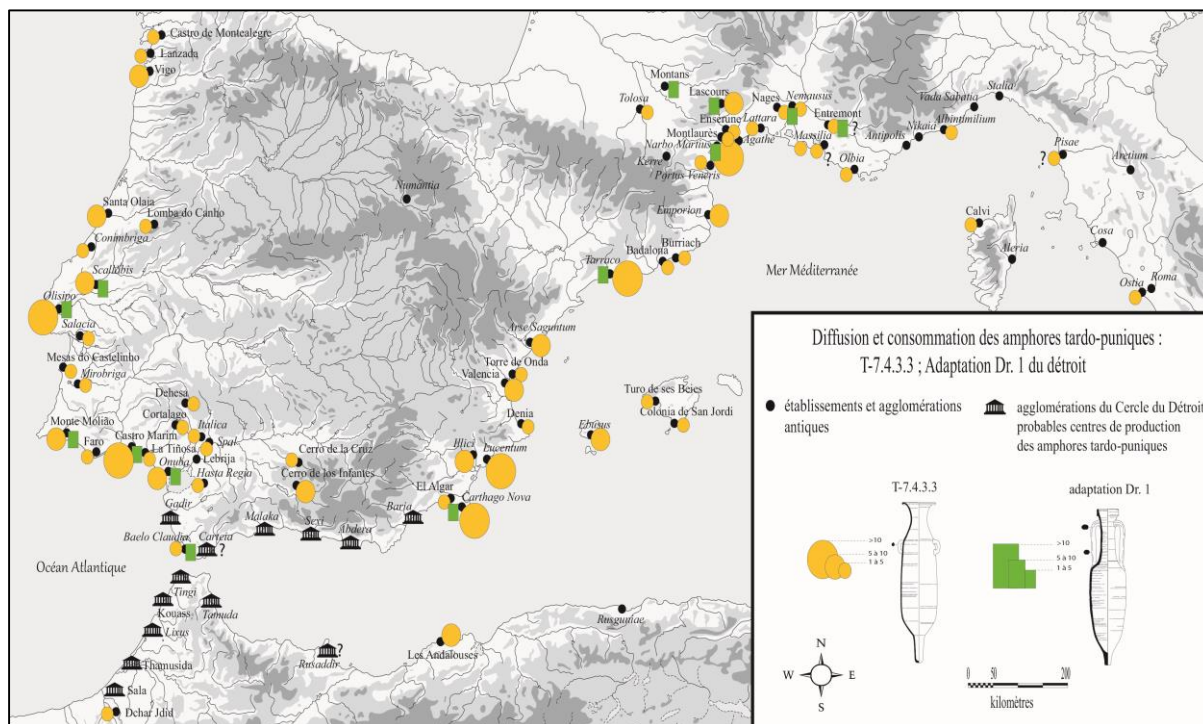 Castro de Montealegre
Lanzada
Vigo
Santa Olaia
Lomba do Canho
Conimbriga
Scallabis
Olisipo
Salacia
Mesas do Castelinho
Mirobriga
Monte Molião
Faro
Castro Marim
La Tiñosa
Onuba
Dehesa
Cortalago
Italica
Spal
Lebrija
Hasta Regia
Gadir
Baelo Claudia
Carteia
?
Malaka
Sexi
Abdera
Baria
Cerro de la Cruz
Cerro de los Infantes
El Algar
Carthago Nova
Illici
Lucentum
Denia
Valencia
Torre de Onda
Arse Saguntum
Numantia
Tarraco
Badalona
Burriach
Emporion
Turo de ses Beies
Colonia de San Jordi
Ebusus
Montans
Tolosa
Lascours
Enserune
Montlaurès
Narbo Martius
Kerre
Portus Veneris
Agathe
Lattara
Nages
Nemausus
Entremont
?
Massilia
?
Olbia
Antipolis
Nikaia
Albintimilium
Vada Sabatia
Stalia
Pisae
?
Aretium
Cosa
Roma
Ostia
Calvi
Aleria
Mer Méditerranée
Océan Atlantique
Tingi
Tamuda
Kouass
Lixus
Thamusida
Sala
Dchar Jdid
Rusaddir
?
Les Andalouses
Rusguniae
Diffusion et consommation des amphores tardo-puniques :
T-7.4.3.3 ; Adaptation Dr. 1 du détroit
établissements et agglomérations
antiques
agglomérations du Cercle du Détroit
probables centres de production
des amphores tardo-puniques
T-7.4.3.3
>10
5 à 10
1 à 5
adaptation Dr. 1
>10
5 à 10
1 à 5
N
W E
S
0 50 100 200
kilomètres